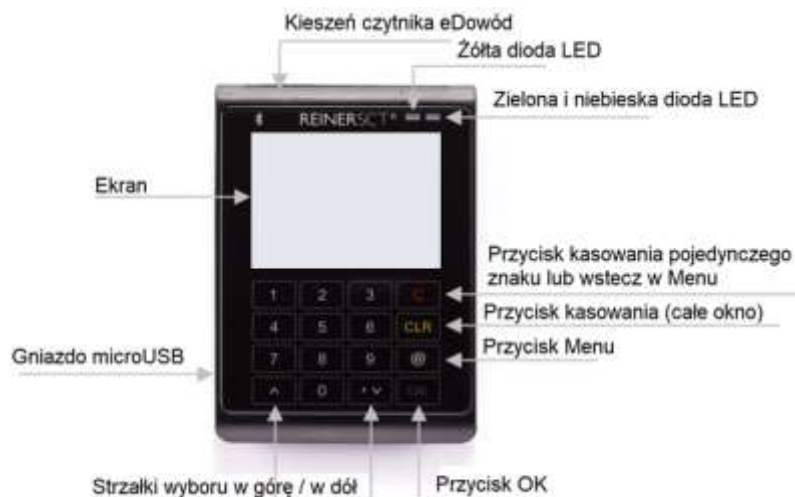 Kieszeń czytnika eDowód
Żółta dioda LED
Zielona i niebieska dioda LED
REINERSCT
Ekran
Przycisk kasowania pojedynczego
znaku lub wstecz w Menu
1 2 3 C
Przycisk kasowania (całe okno)
4 5 6 CLR
Przycisk Menu
Gniazdo microUSB
7 8 9
0 OK
Strzałki wyboru w górę / w dół
Przycisk OK